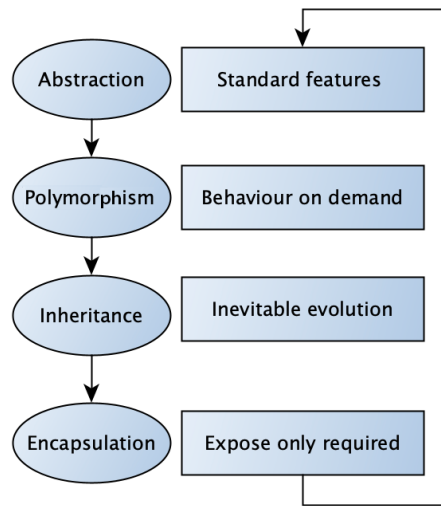 Abstraction
Standard features
Polymorphism
Behaviour on demand
Inheritance
Inevitable evolution
Encapsulation
Expose only required